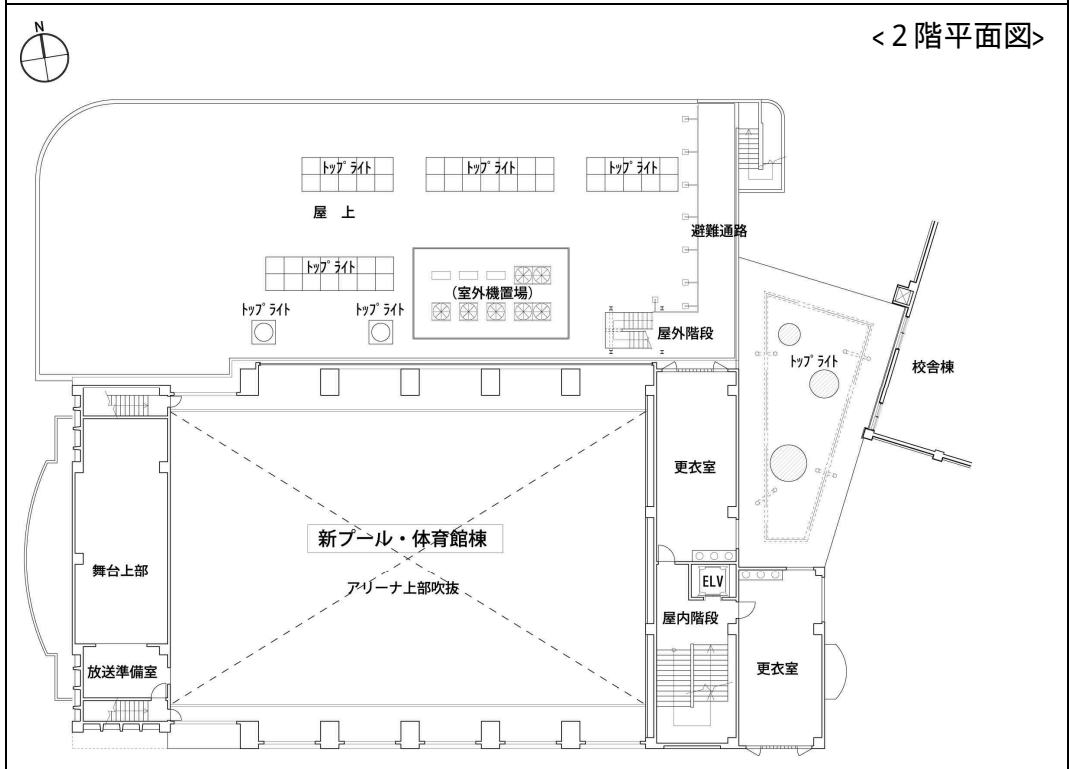 <２階平面図>
N
トップライト
トップライト
トップライト
屋 上
避難通路
トップライト
(室外機置場)
トップライト
トップライト
屋外階段
トップライト
校舎棟
更衣室
新プール・体育館棟
舞台上部
アリーナ上部吹抜
ELV
屋内階段
放送準備室
更衣室